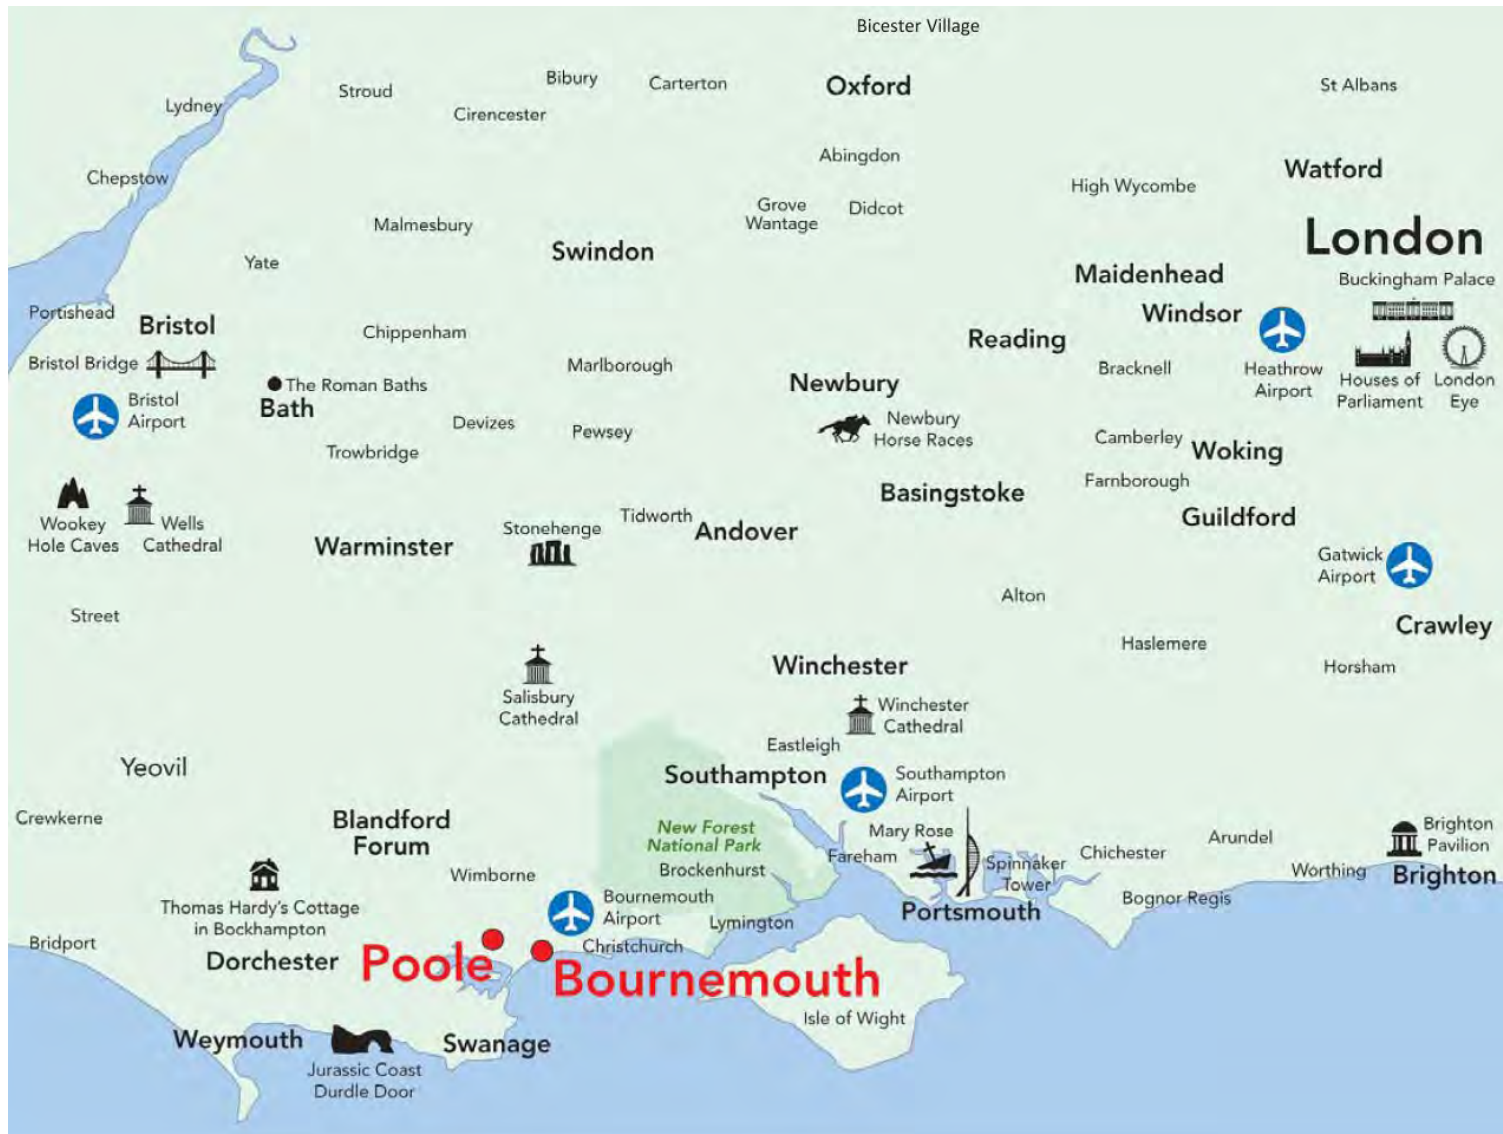 Bicester Village
Bibury
Carterton
Oxford
Stroud
St Albans
Lydney
Cirencester
Abingdon
Watford
Chepstow
High Wycombe
Grove
Wantage
Didcot
Malmesbury
London
Swindon
Yate
Maidenhead
Buckingham Palace
Portishead
Bristol
Windsor
Chippenham
Reading
Bristol Bridge
Marlborough
Bracknell
Heathrow
Airport
Houses of
Parliament
London
Eye
The Roman Baths
Bath
Newbury
Bristol
Airport
Devizes
Pewsey
Newbury
Horse Races
Camberley
Woking
Trowbridge
Farnborough
Basingstoke
Wookey
Hole Caves
Wells
Cathedral
Stonehenge
Tidworth
Andover
Guildford
Warminster
Gatwick
Airport
Street
Alton
Crawley
Haslemere
Winchester
Horsham
Salisbury
Cathedral
Winchester
Cathedral
Eastleigh
Yeovil
Southampton
Southampton
Airport
Crewkerne
Blandford
Forum
New Forest
National Park
Mary Rose
Brighton
Pavilion
Arundel
Fareham
Chichester
Spinnaker
Tower
Wimborne
Brockenhurst
Worthing
Brighton
Thomas Hardy's Cottage
in Bockhampton
Bournemouth
Airport
Lymington
Portsmouth
Bognor Regis
Bridport
Christchurch
Dorchester
Poole
Bournemouth
Isle of Wight
Weymouth
Swanage
Jurassic Coast
Durdle Door